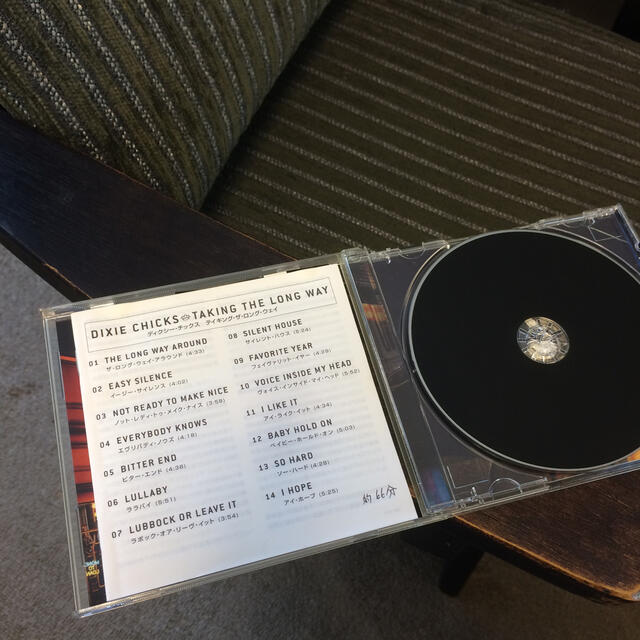 DIXIE CHICKS TAKING THE LONG WAY
ディクシー・チックス テイキング・ザ・ロング・ウェイ
01 THE LONG WAY AROUND
ザ・ロング・ウェイ・アラウンド (4:33)
02 EASY SILENCE
イージー・サイレンス (4:02)
03 NOT READY TO MAKE NICE
ノット・レディ・トゥ・メイク・ナイス (3:58)
04 EVERYBODY KNOWS
エヴリバディ・ノウズ (4:18)
05 BITTER END
ビター・エンド (4:38)
06 LULLABY
ララバイ (5:51)
07 LUBBOCK OR LEAVE IT
ラボック・オア・リーヴ・イット (3:54)
08 SILENT HOUSE
サイレント・ハウス (5:24)
09 FAVORITE YEAR
フェイヴァリット・イヤー (4:29)
10 VOICE INSIDE MY HEAD
ヴォイス・インサイド・マイ・ヘッド (5:52)
11 I LIKE IT
アイ・ライク・イット (4:34)
12 BABY HOLD ON
ベイビー・ホールド・オン (5:03)
13 SO HARD
ソー・ハード (4:28)
14 I HOPE
アイ・ホープ (5:25)
約66分